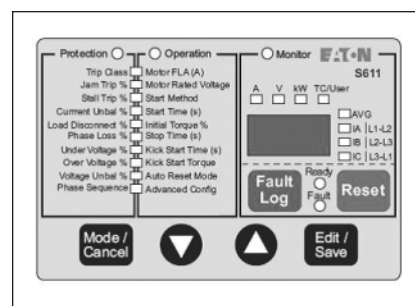 Protection Operation Monitor EATON
S611
Trip Class Motor FLA (A)
Jam Trip % Motor Rated Voltage
Stall Trip % Start Method
Current Unbal % Start Time (s)
Load Disconnect % Initial Torque %
Phase Loss % Stop Time (s)
Under Voltage % Kick Start Time (s)
Over Voltage % Kick Start Torque
Voltage Unbal % Auto Reset Mode
Phase Sequence Advanced Config
A V kW TC/User
AVG
IA L1-L2
IB L2-L3
IC L3-L1
Fault Log
Ready
Fault
Reset
Mode / Cancel
Edit / Save